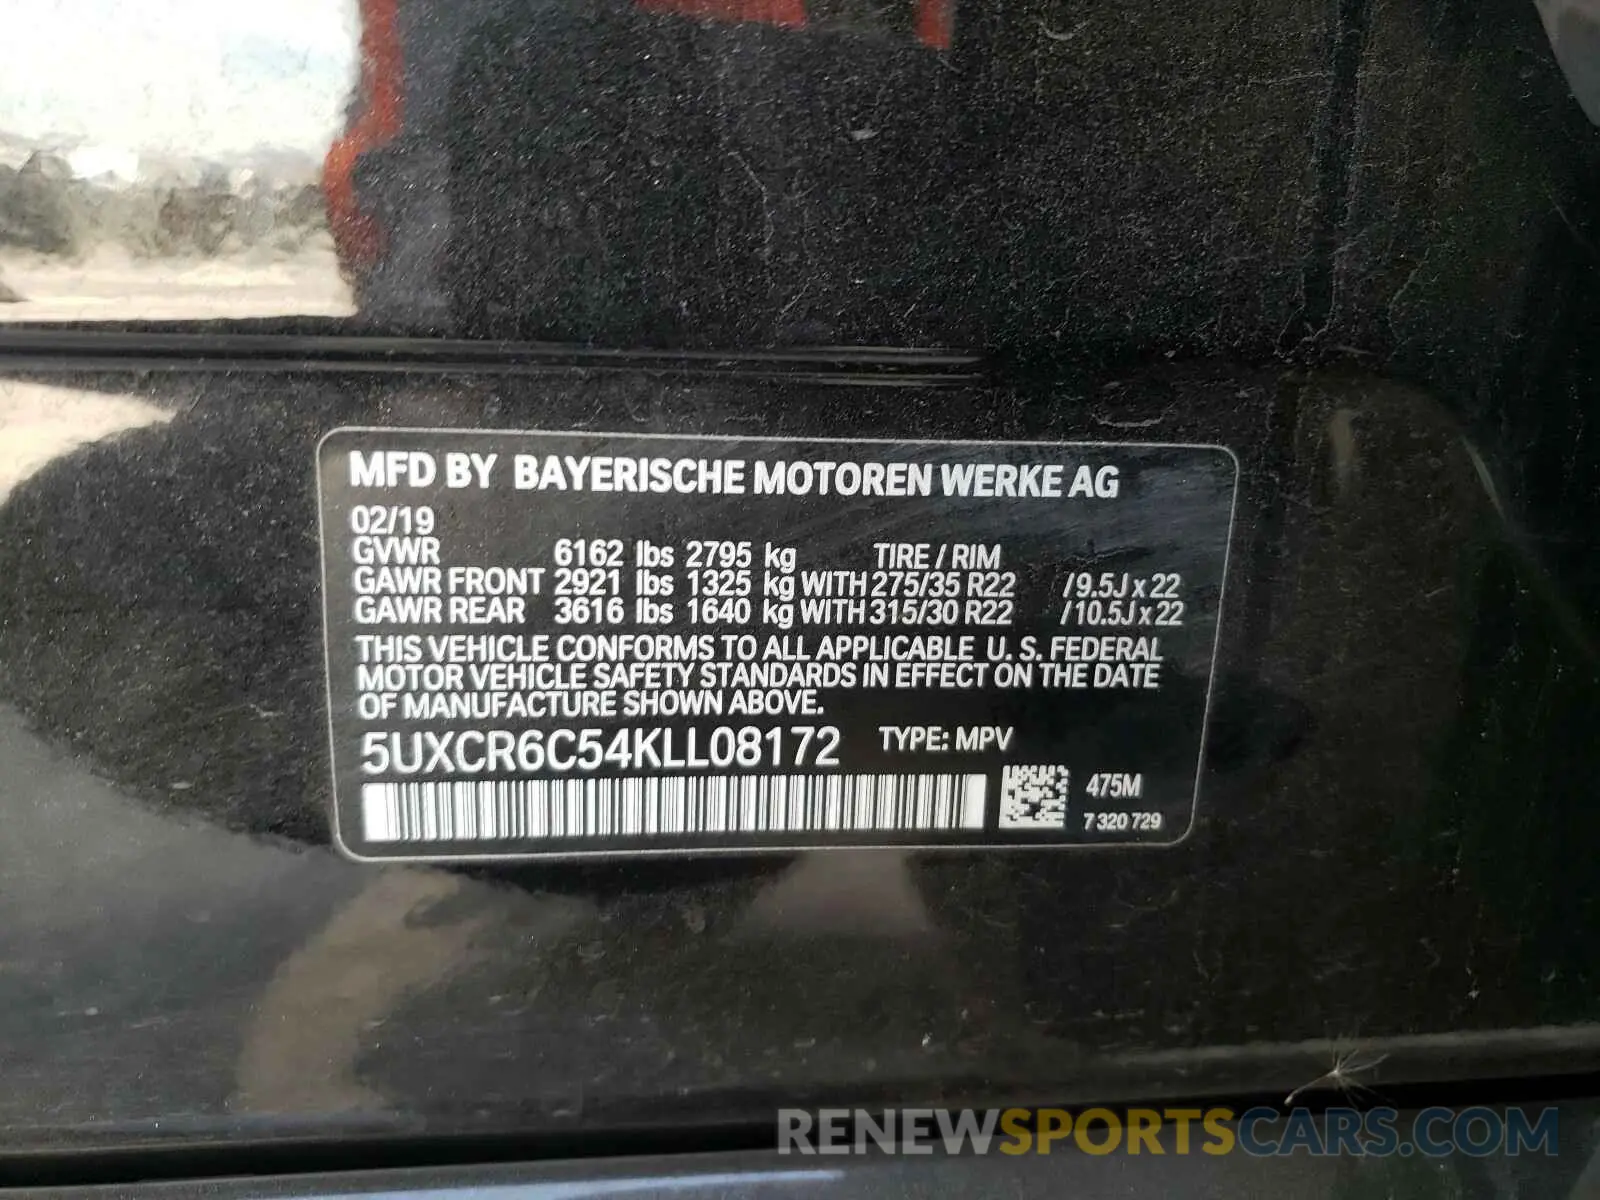 MFD BY BAYERISCHE MOTOREN WERKE AG
02/19
GVWR 6162 lbs 2795 kg TIRE / RIM
GAWR FRONT 2921 lbs 1325 kg WITH 275/35 R22 /9.5J x 22
GAWR REAR 3616 lbs 1640 kg WITH 315/30 R22 /10.5J x 22
THIS VEHICLE CONFORMS TO ALL APPLICABLE U. S. FEDERAL
MOTOR VEHICLE SAFETY STANDARDS IN EFFECT ON THE DATE
OF MANUFACTURE SHOWN ABOVE.
5UXCR6C54KLL08172 TYPE: MPV
475M
7 320 729
RENEWSPORTSCARS.COM